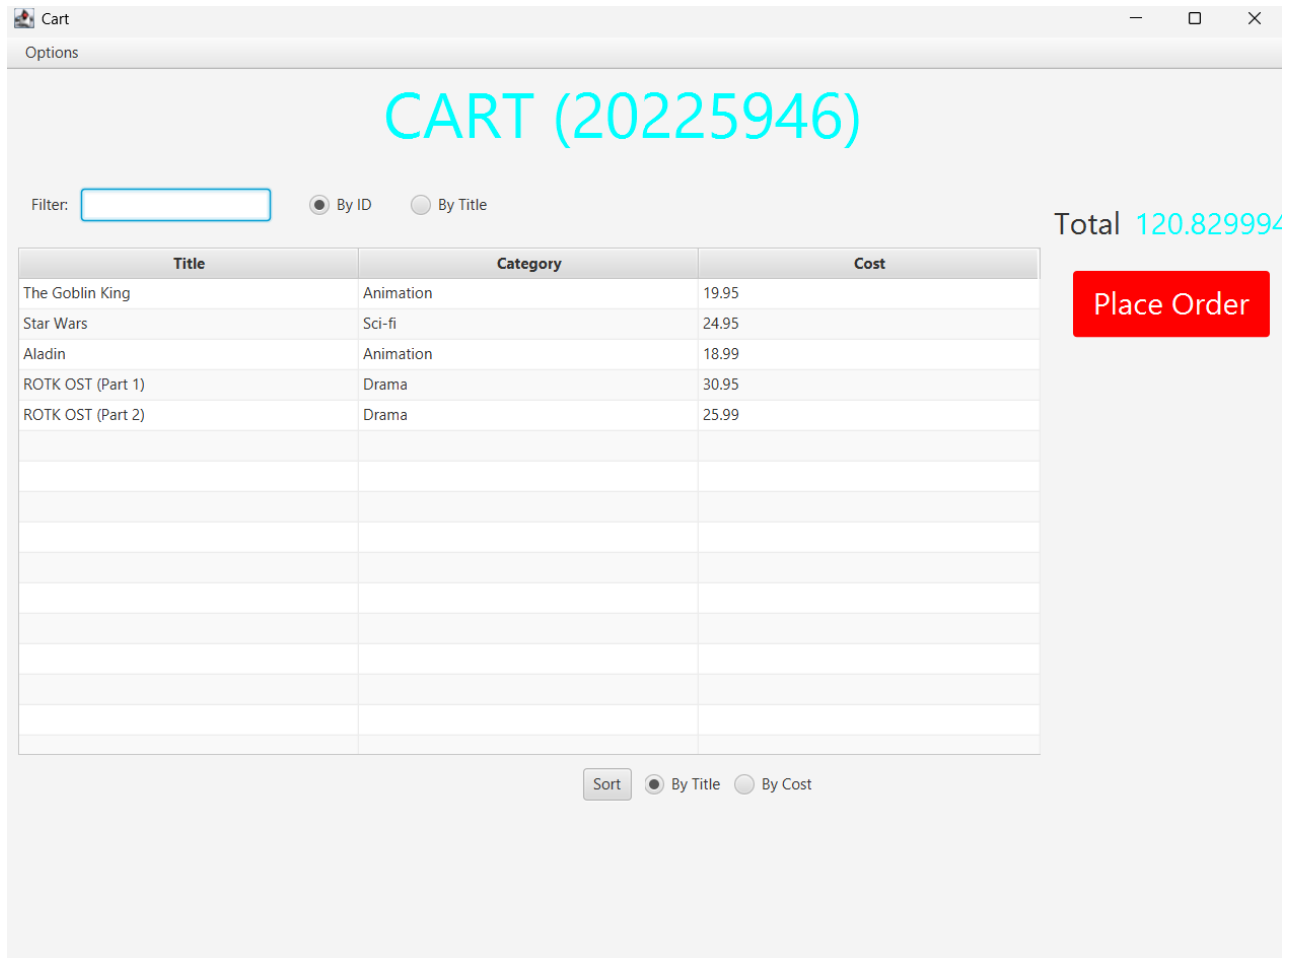 Cart
Options
CART (20225946)
Filter: By ID By Title
Total 120.829994
Title Category Cost
The Goblin King Animation 19.95
Place Order
Star Wars Sci-fi 24.95
Aladin Animation 18.99
ROTK OST (Part 1) Drama 30.95
ROTK OST (Part 2) Drama 25.99
Sort By Title By Cost